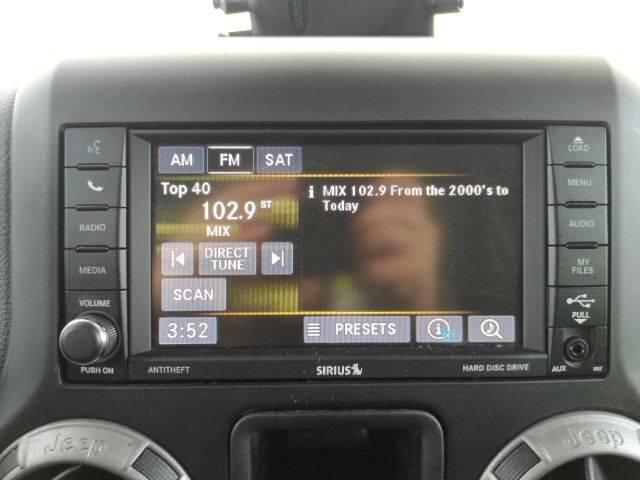 AM FM SAT
LOAD
Top 40
MIX 102.9 From the 2000's to
Today
MENU
102.9 ST
MIX
RADIO
AUDIO
DIRECT
TUNE
MEDIA
MY
FILES
SCAN
VOLUME
PULL
3:52
PRESETS
PUSH ON
ANTITHEFT
SIRIUS
HARD DISC DRIVE
AUX
Jeep
Jeep